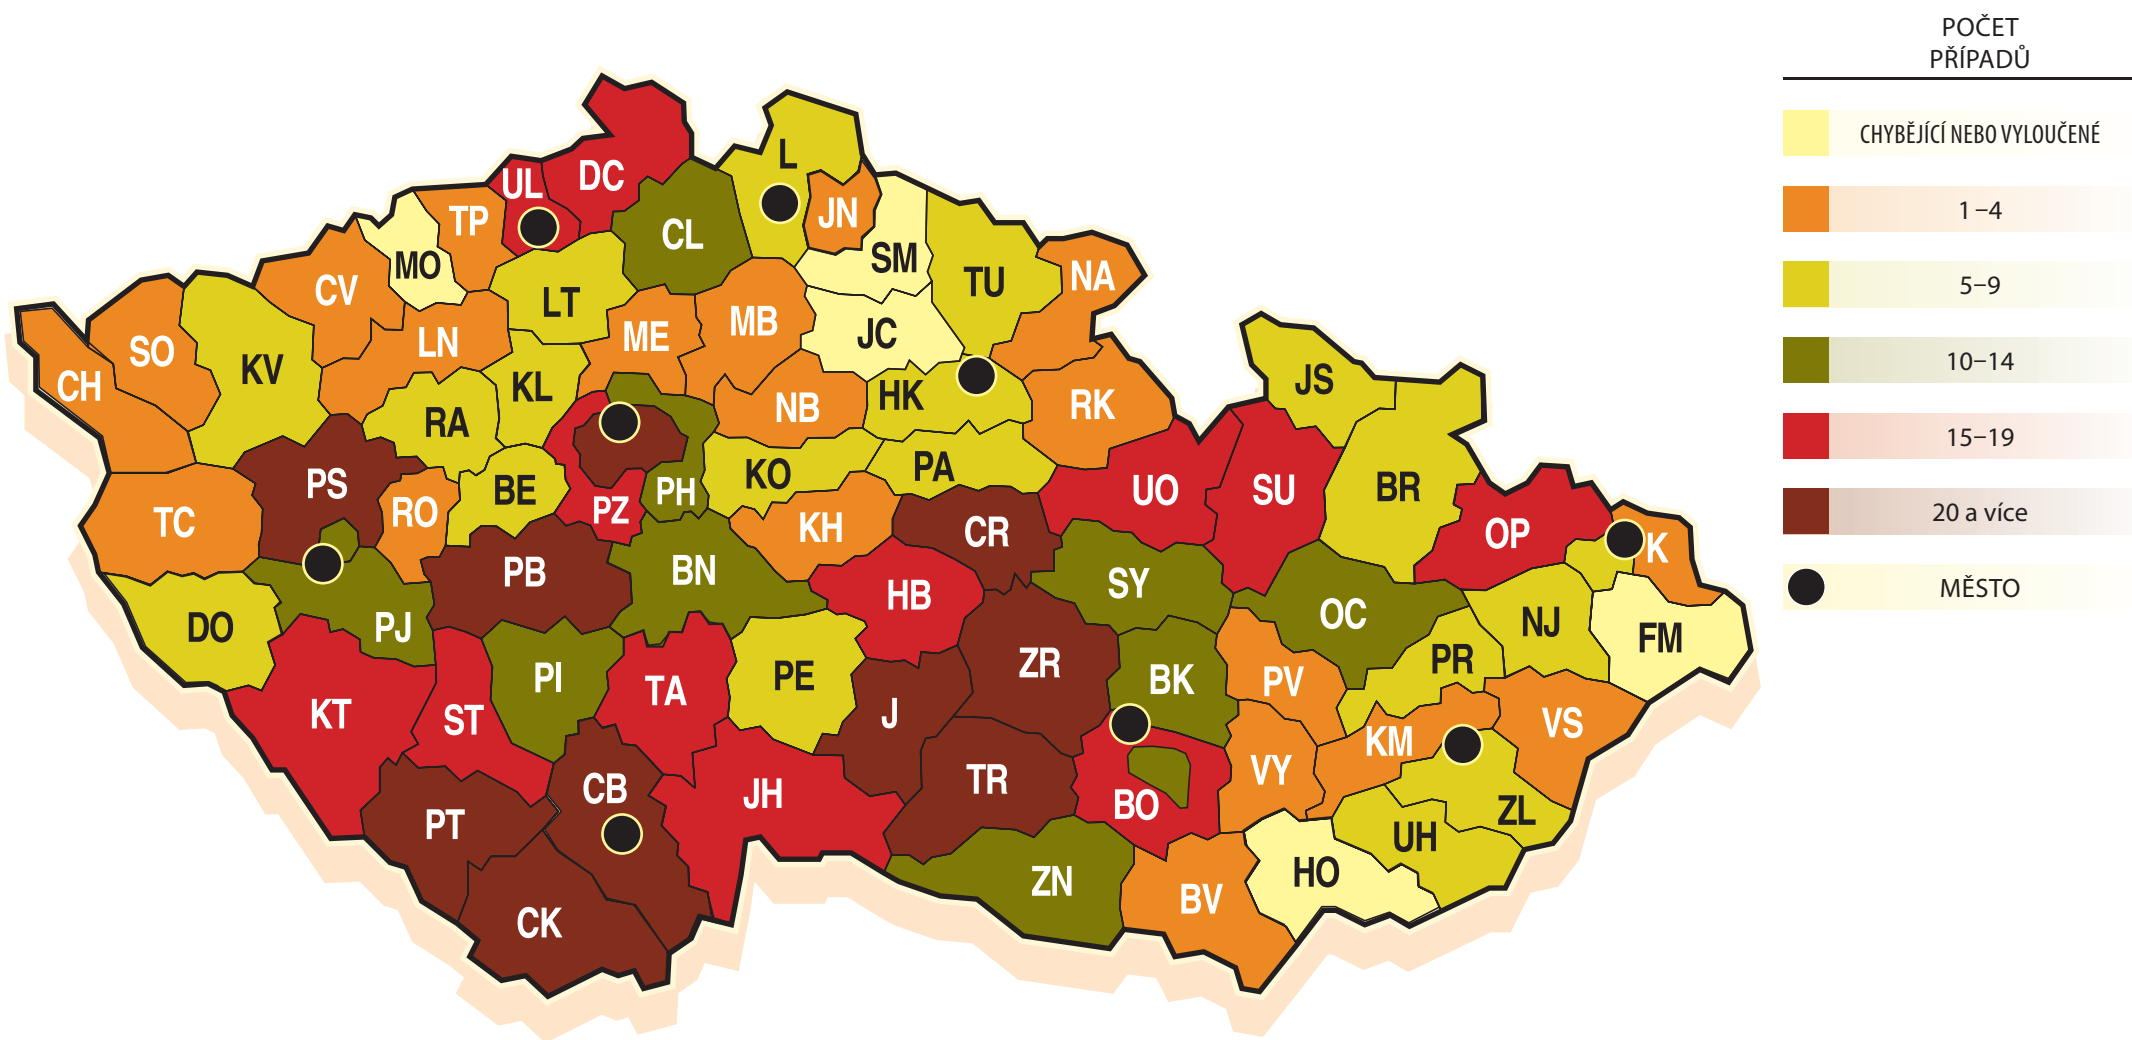 POČET
PŘÍPADŮ
CHYBĚJÍCÍ NEBO VYLOUČENÉ
1–4
5–9
10–14
15–19
20 a více
MĚSTO
L
UL
DC
TP
JN
CL
MO
SM
TU
NA
CV
LT
ME
MB
JC
SO
KV
LN
CH
KL
NB
HK
RK
JS
RA
PS
BE
PZ
PH
KO
PA
UO
SU
BR
TC
RO
KH
CR
OP
K
PB
BN
HB
SY
OC
NJ
FM
DO
PJ
PI
TA
PE
ZR
BK
PV
PR
KT
ST
J
VS
KM
CB
JH
TR
BO
VY
ZL
PT
UH
CK
ZN
BV
HO